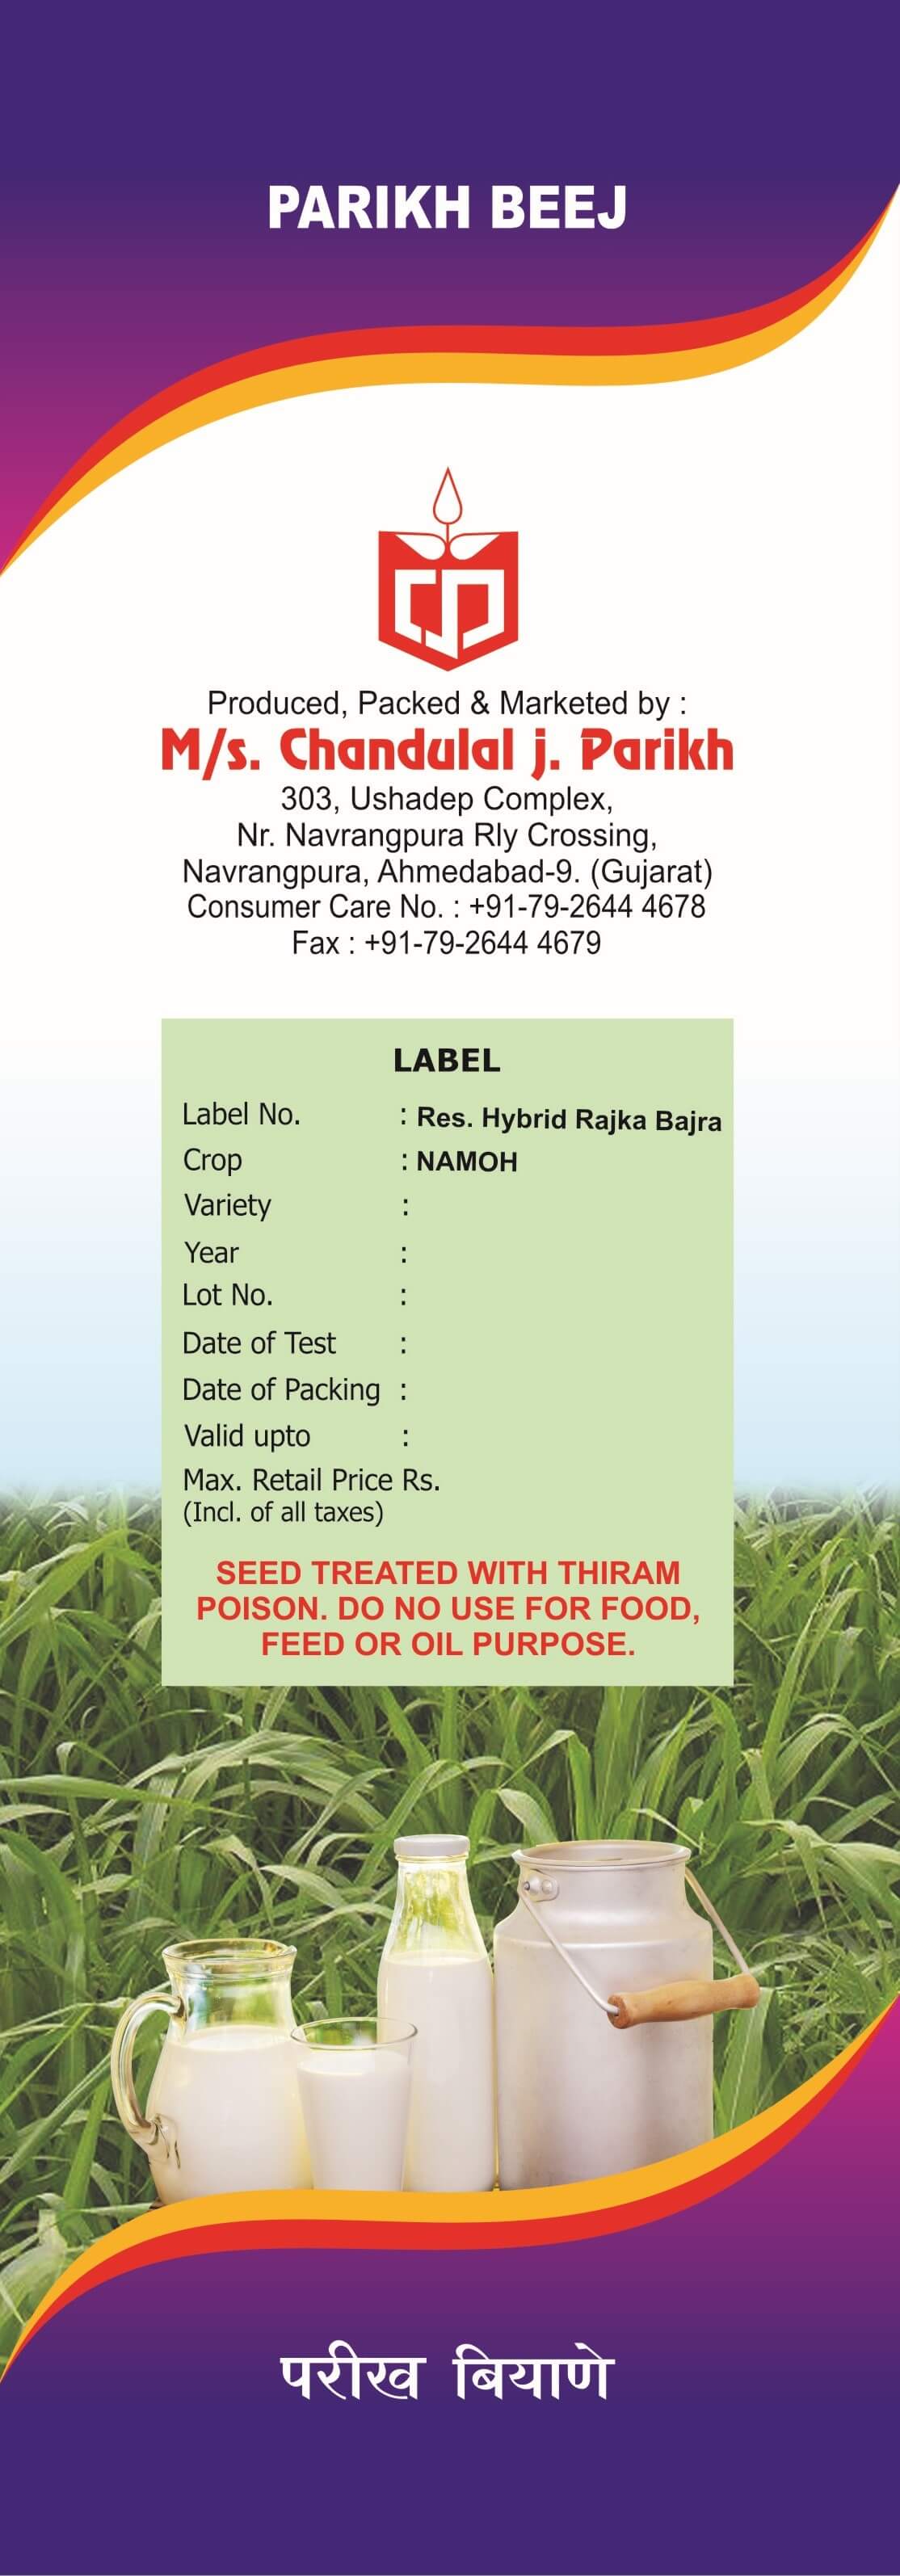 PARIKH BEEJ
Produced, Packed & Marketed by :
M/s. Chandulal j. Parikh
303, Ushadep Complex,
Nr. Navrangpura Rly Crossing,
Navrangpura, Ahmedabad-9. (Gujarat)
Consumer Care No. : +91-79-2644 4678
Fax : +91-79-2644 4679
LABEL
Label No. : Res. Hybrid Rajka Bajra
Crop : NAMOH
Variety :
Year :
Lot No. :
Date of Test :
Date of Packing :
Valid upto :
Max. Retail Price Rs.
(Incl. of all taxes)
SEED TREATED WITH THIRAM
POISON. DO NO USE FOR FOOD,
FEED OR OIL PURPOSE.
परीख बियाणे